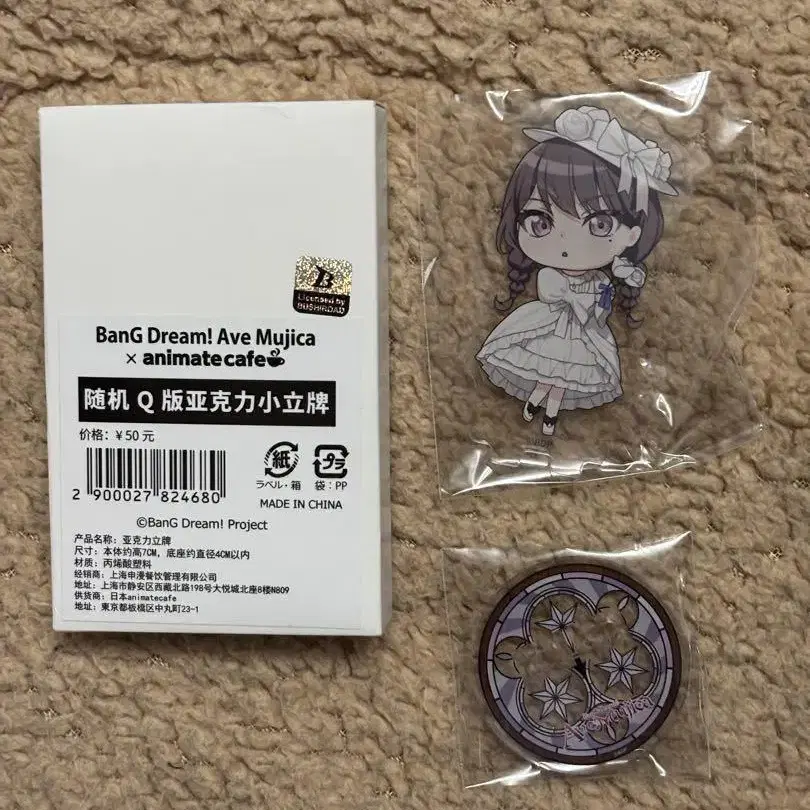 B
Licensed by
BUSHIROAD
BanG Dream! Ave Mujica
× animatecafe
随机 Q 版亚克力小立牌
价格：￥50 元
2 900027 824680
紙
プラ
ラベル・箱 袋：PP
MADE IN CHINA
©BanG Dream! Project
产品名称：亚克力立牌
尺寸：本体约高7CM，底座约直径4CM以内
材质：丙烯酸塑料
经销商：上海申漫餐饮管理有限公司
地址：上海市静安区西藏北路198号大悦城北座8楼N809
供货商：日本animatecafe
地址：東京都板橋区中丸町23-1
©BDP
Ave Mujica